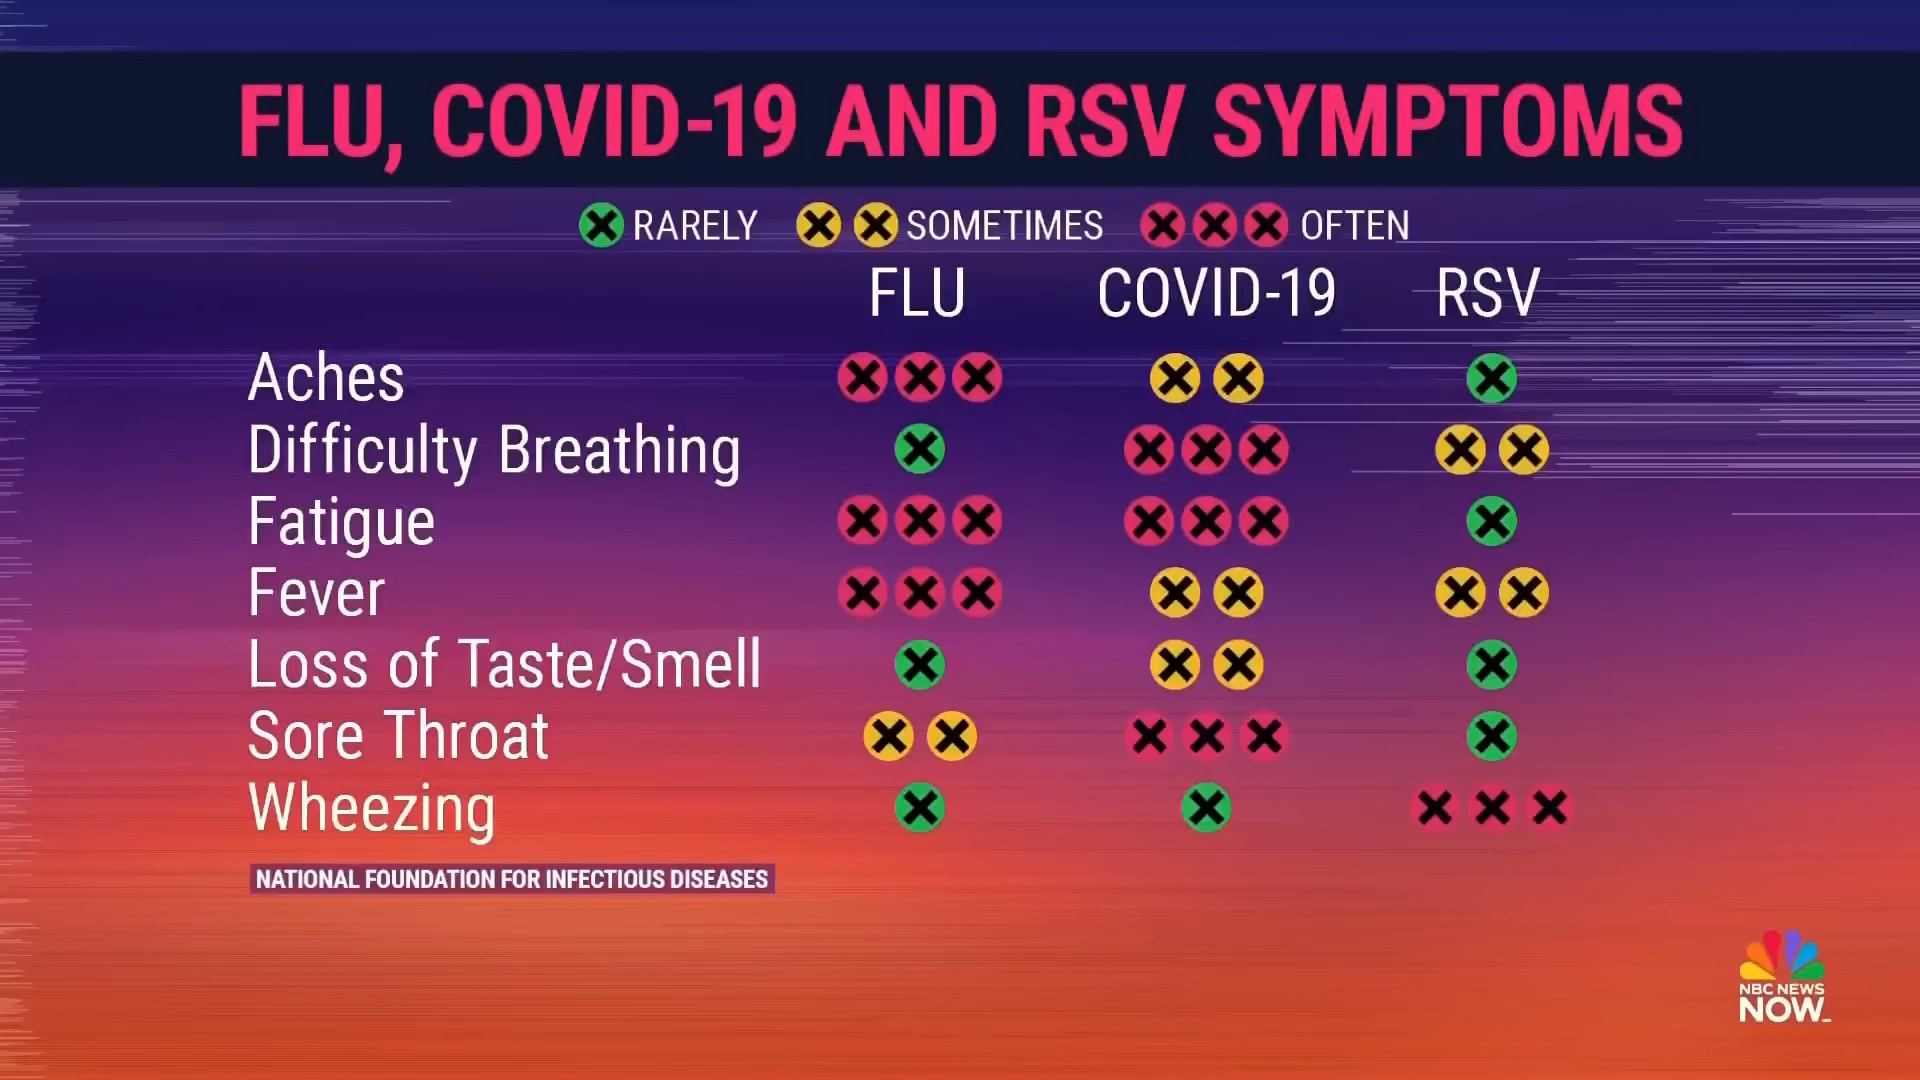 FLU, COVID-19 AND RSV SYMPTOMS
RARELY SOMETIMES OFTEN
FLU COVID-19 RSV
Aches
Difficulty Breathing
Fatigue
Fever
Loss of Taste/Smell
Sore Throat
Wheezing
NATIONAL FOUNDATION FOR INFECTIOUS DISEASES
NBC NEWS
NOW_